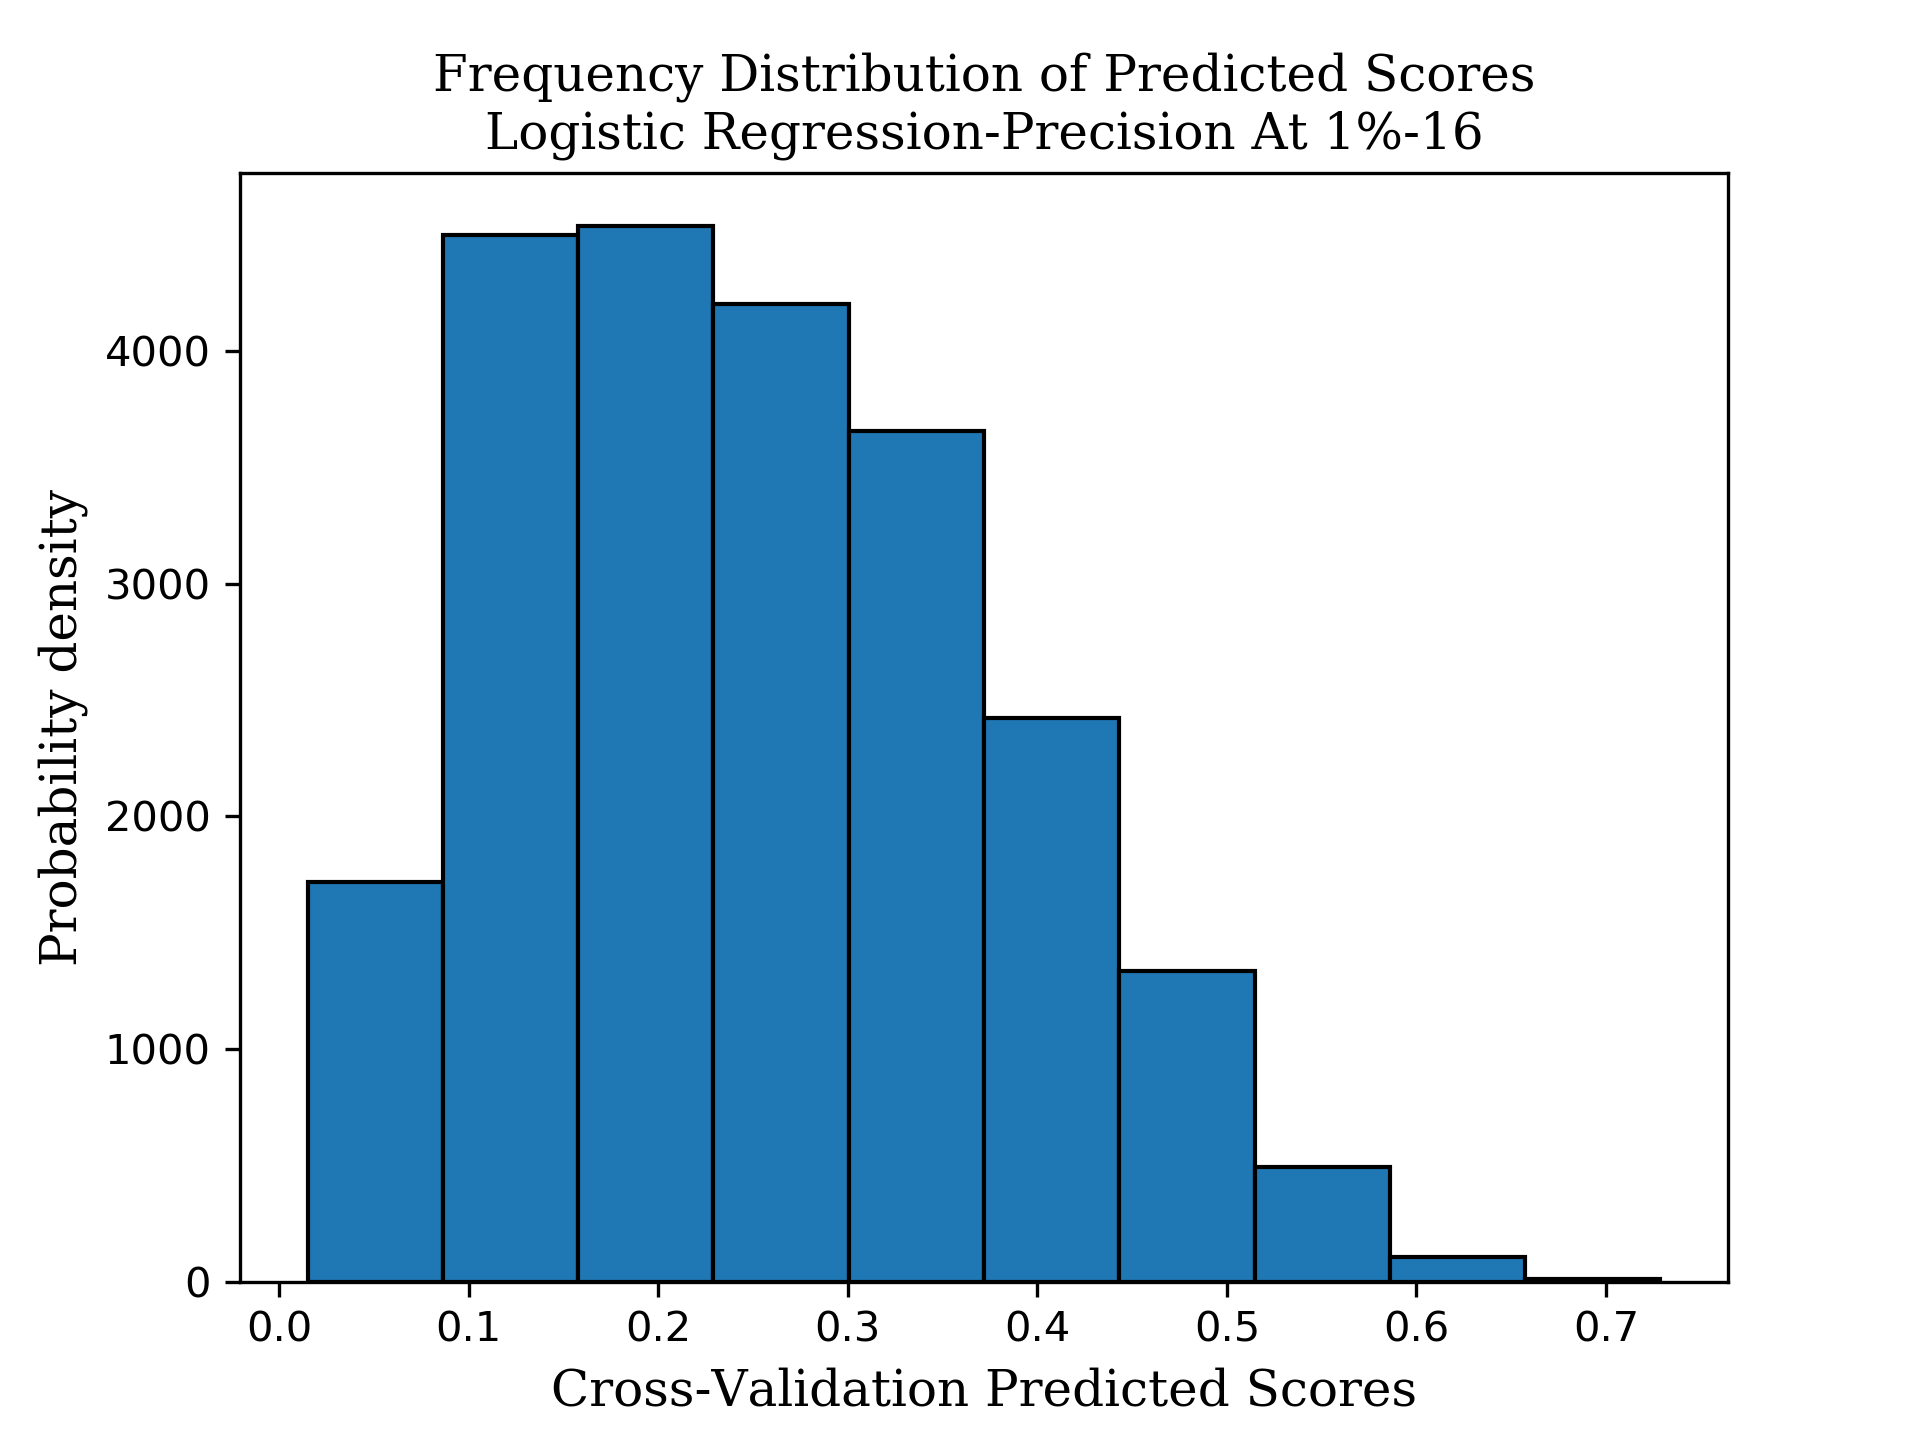 Frequency Distribution of Predicted Scores
Logistic Regression-Precision At 1%-16
Probability density
4000
3000
2000
1000
0
0.0 0.1 0.2 0.3 0.4 0.5 0.6 0.7
Cross-Validation Predicted Scores